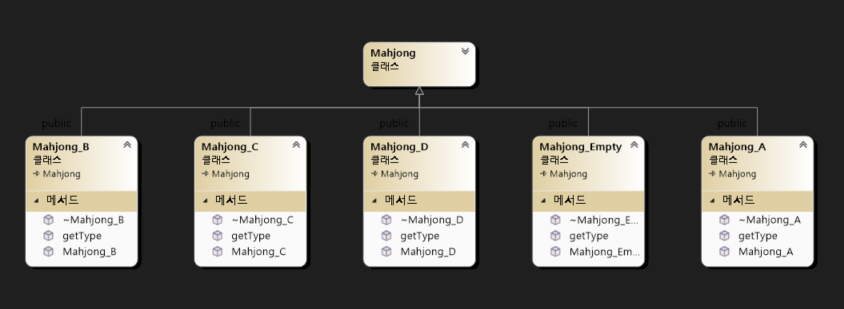 Mahjong
클래스
public
public
public
public
public
Mahjong_B
클래스
Mahjong
메서드
~Mahjong_B
getType
Mahjong_B
Mahjong_C
클래스
Mahjong
메서드
~Mahjong_C
getType
Mahjong_C
Mahjong_D
클래스
Mahjong
메서드
~Mahjong_D
getType
Mahjong_D
Mahjong_Empty
클래스
Mahjong
메서드
~Mahjong_E...
getType
Mahjong_Em...
Mahjong_A
클래스
Mahjong
메서드
~Mahjong_A
getType
Mahjong_A